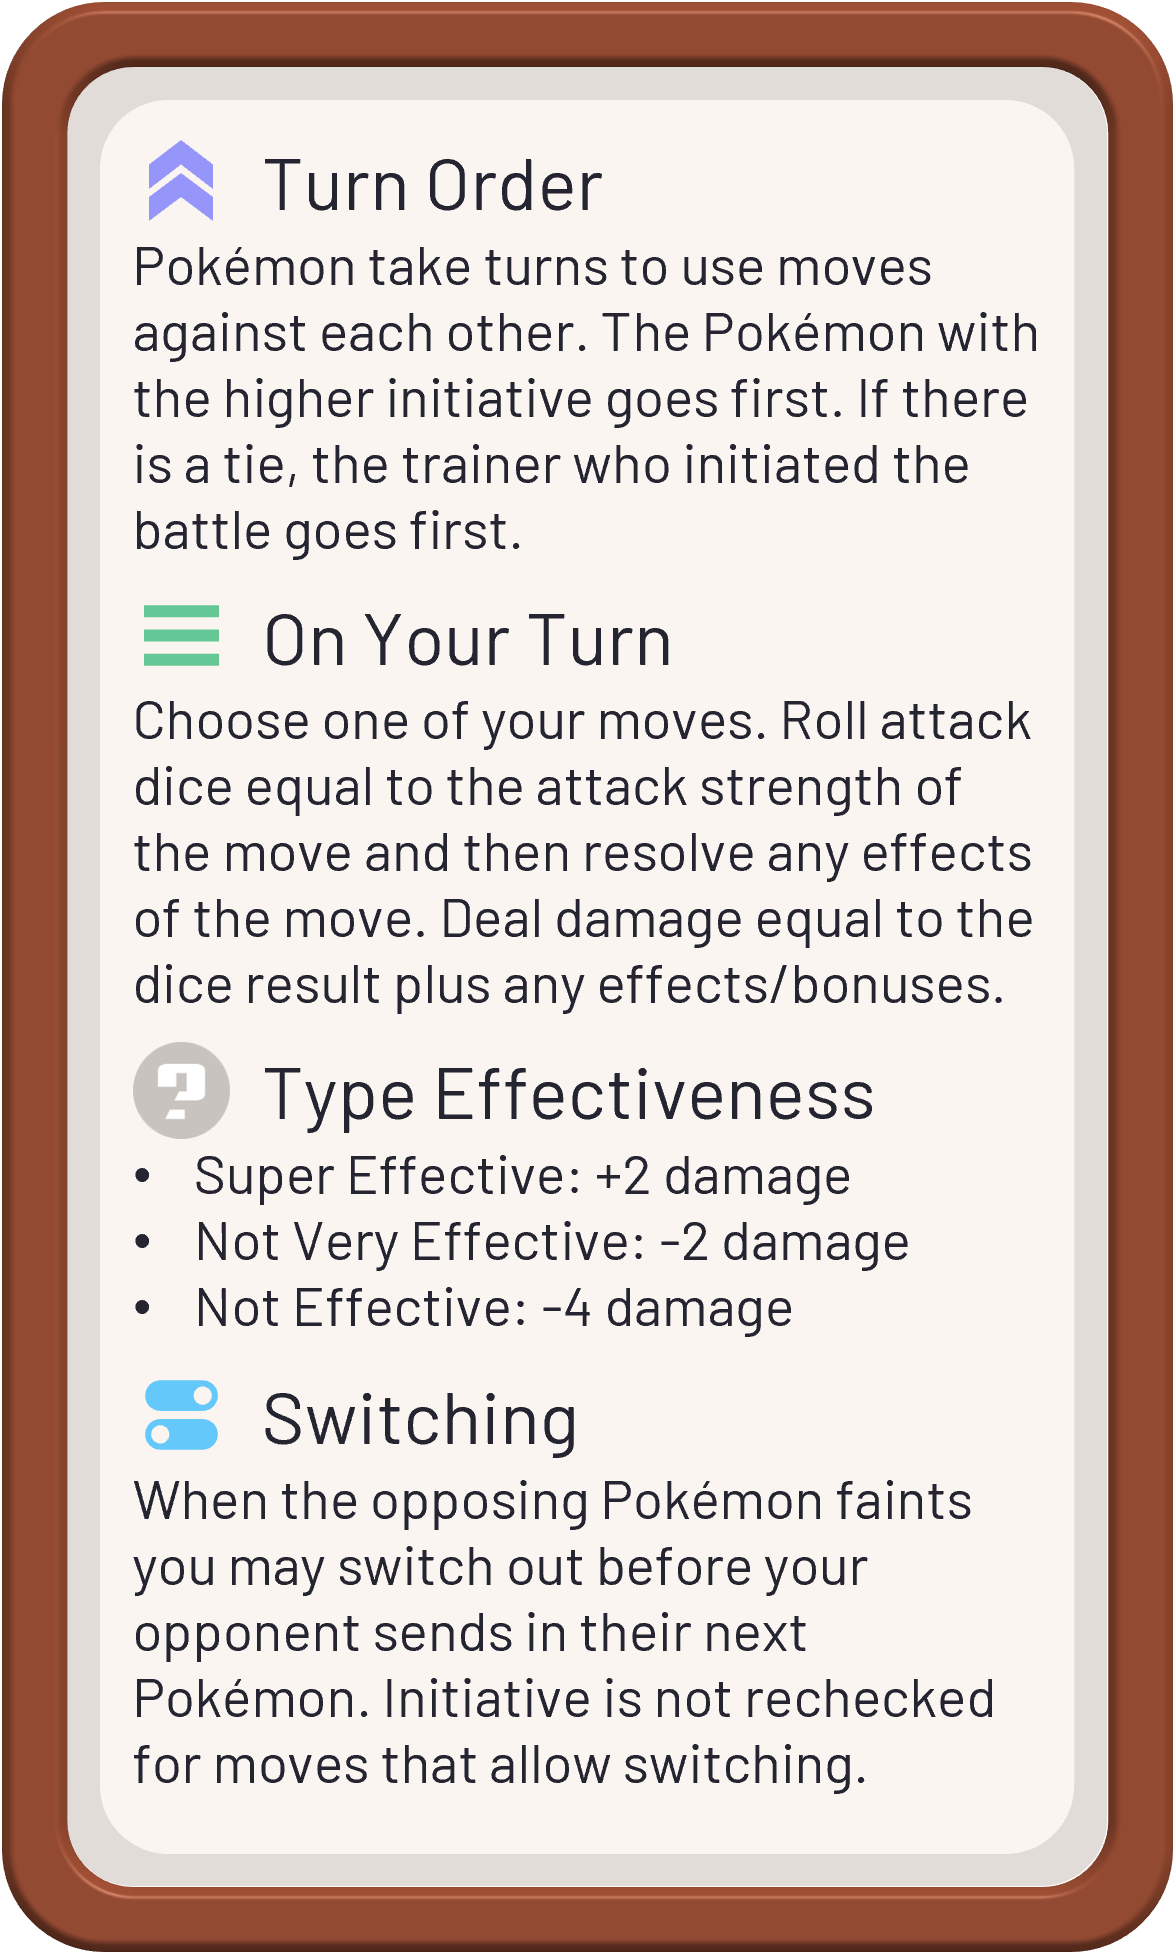 Turn Order
Pokémon take turns to use moves
against each other. The Pokémon with
the higher initiative goes first. If there
is a tie, the trainer who initiated the
battle goes first.
On Your Turn
Choose one of your moves. Roll attack
dice equal to the attack strength of
the move and then resolve any effects
of the move. Deal damage equal to the
dice result plus any effects/bonuses.
?
Type Effectiveness
• Super Effective: +2 damage
• Not Very Effective: -2 damage
• Not Effective: -4 damage
Switching
When the opposing Pokémon faints
you may switch out before your
opponent sends in their next
Pokémon. Initiative is not rechecked
for moves that allow switching.